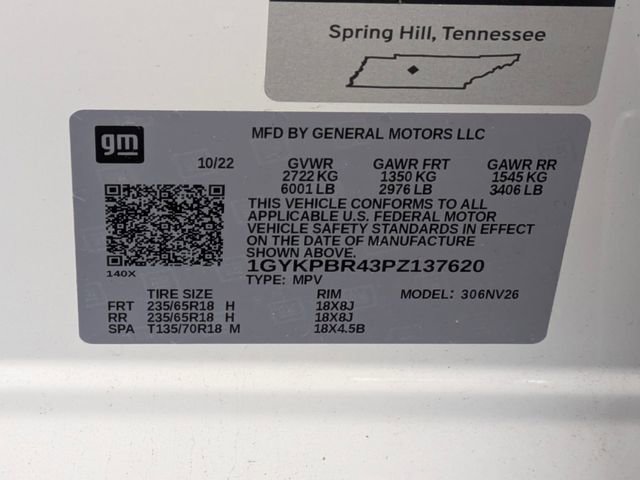 Spring Hill, Tennessee
gm
MFD BY GENERAL MOTORS LLC
10/22 GVWR GAWR FRT GAWR RR
2722 KG 1350 KG 1545 KG
6001 LB 2976 LB 3406 LB
THIS VEHICLE CONFORMS TO ALL
APPLICABLE U.S. FEDERAL MOTOR
VEHICLE SAFETY STANDARDS IN EFFECT
ON THE DATE OF MANUFACTURE
SHOWN ABOVE.
1GYKPBR43PZ137620
140X
TYPE: MPV
TIRE SIZE RIM MODEL: 306NV26
FRT 235/65R18 H 18X8J
RR 235/65R18 H 18X8J
SPA T135/70R18 M 18X4.5B